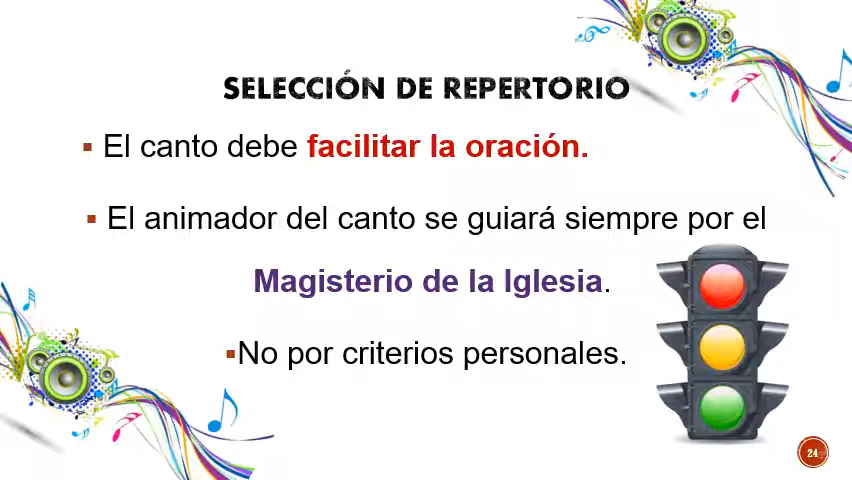 SELECCIÓN DE REPERTORIO
▪ El canto debe facilitar la oración.
▪ El animador del canto se guiará siempre por el
Magisterio de la Iglesia.
▪No por criterios personales.
24